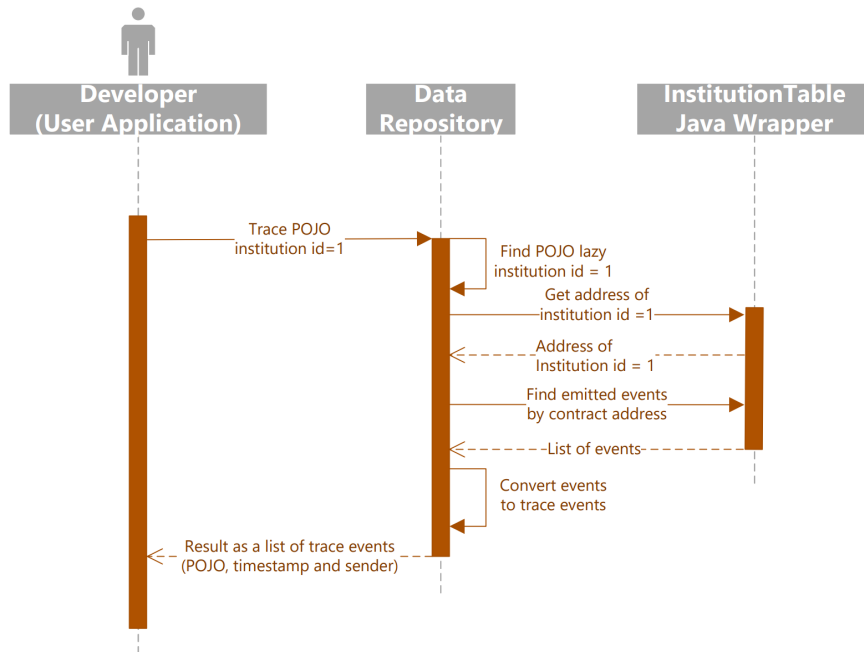 Developer
(User Application)
Data
Repository
InstitutionTable
Java Wrapper
Trace POJO
institution id=1
Find POJO lazy
institution id = 1
Get address of
institution id =1
Address of
Institution id = 1
Find emitted events
by contract address
List of events
Convert events
to trace events
Result as a list of trace events
(POJO, timestamp and sender)